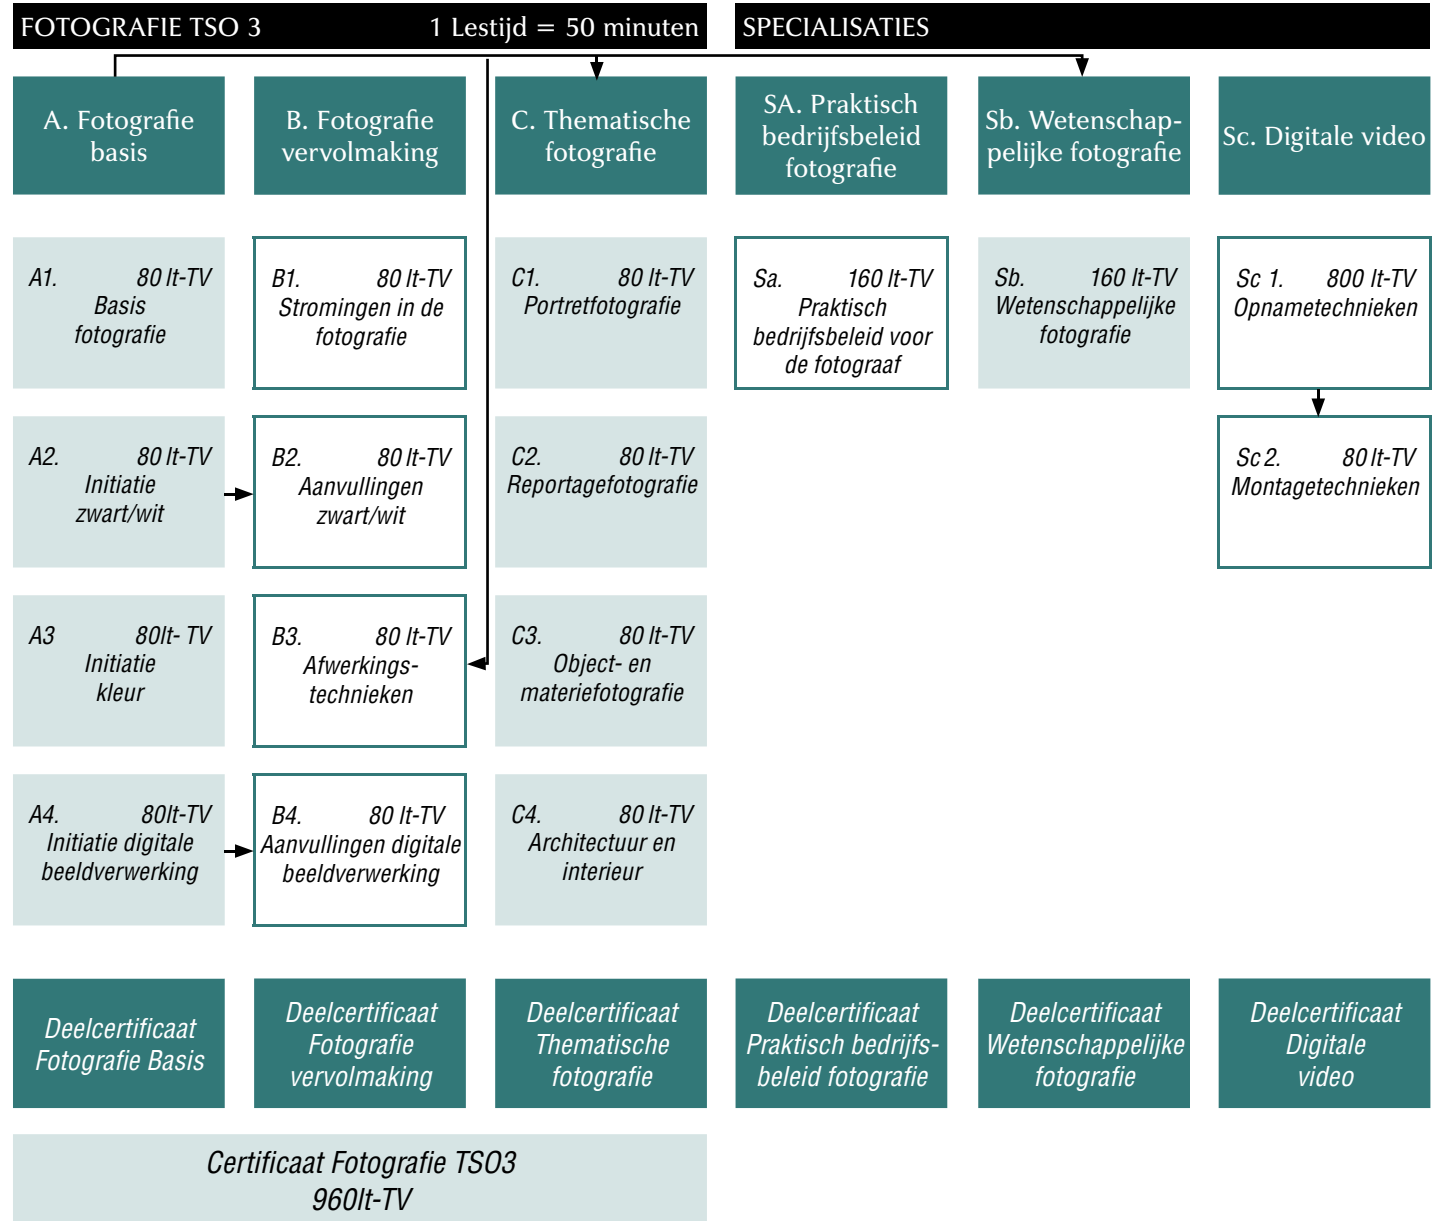 FOTOGRAFIE TSO 3 1 Lestijd = 50 minuten
SPECIALISATIES
A. Fotografie
basis
B. Fotografie
vervolmaking
C. Thematische
fotografie
SA. Praktisch
bedrijfsbeleid
fotografie
Sb. Wetenschap-
pelijke fotografie
Sc. Digitale video
A1. 80 lt-TV
Basis
fotografie
B1. 80 lt-TV
Stromingen in de
fotografie
C1. 80 lt-TV
Portretfotografie
Sa. 160 lt-TV
Praktisch
bedrijfsbeleid voor
de fotograaf
Sb. 160 lt-TV
Wetenschappelijke
fotografie
Sc 1. 800 lt-TV
Opnametechnieken
A2. 80 lt-TV
Initiatie
zwart/wit
B2. 80 lt-TV
Aanvullingen
zwart/wit
C2. 80 lt-TV
Reportagefotografie
Sc 2. 80 lt-TV
Montagetechnieken
A3 80lt- TV
Initiatie
kleur
B3. 80 lt-TV
Afwerkings-
technieken
C3. 80 lt-TV
Object- en
materiefotografie
A4. 80lt-TV
Initiatie digitale
beeldverwerking
B4. 80 lt-TV
Aanvullingen digitale
beeldverwerking
C4. 80 lt-TV
Architectuur en
interieur
Deelcertificaat
Fotografie Basis
Deelcertificaat
Fotografie
vervolmaking
Deelcertificaat
Thematische
fotografie
Deelcertificaat
Praktisch bedrijfs-
beleid fotografie
Deelcertificaat
Wetenschappelijke
fotografie
Deelcertificaat
Digitale
video
Certificaat Fotografie TSO3
960lt-TV